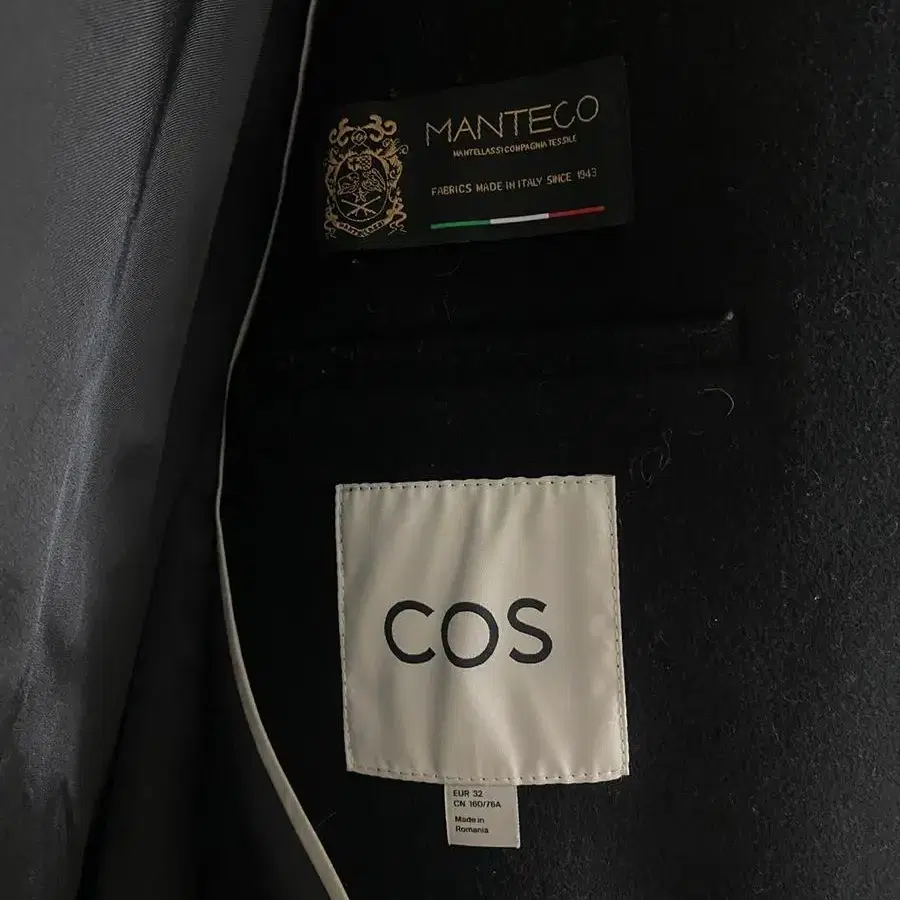 MANTECO
MANTELLASSI COMPAGNIA TESSILE
FABRICS MADE IN ITALY SINCE 1943
COS
EUR 32
CN 160/76A
Made in
Romania